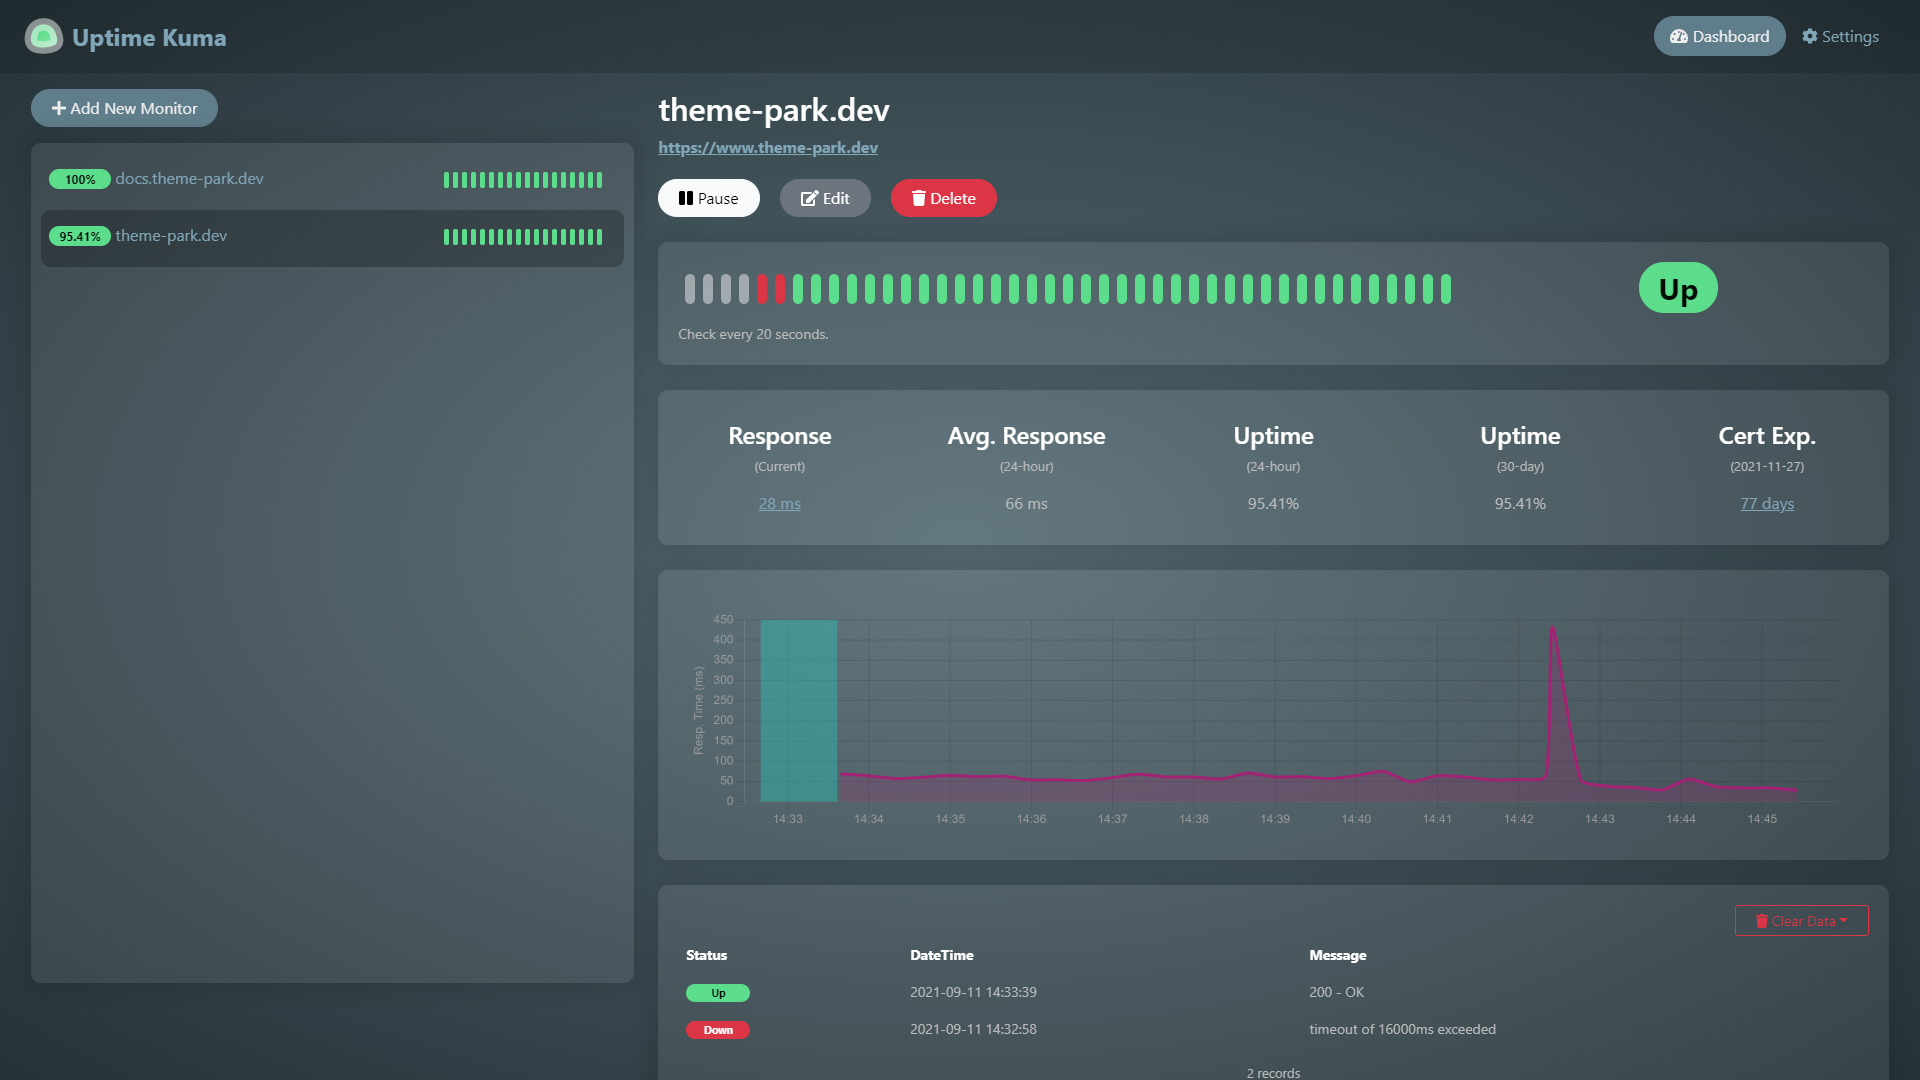 Uptime Kuma
Dashboard
Settings
Add New Monitor
100% docs.theme-park.dev
95.41% theme-park.dev
theme-park.dev
https://www.theme-park.dev
Pause
Edit
Delete
Up
Check every 20 seconds.
Response
(Current)
28 ms
Avg. Response
(24-hour)
66 ms
Uptime
(24-hour)
95.41%
Uptime
(30-day)
95.41%
Cert Exp.
(2021-11-27)
77 days
Resp. Time (ms)
450
400
350
300
250
200
150
100
50
0
14:33 14:34 14:35 14:36 14:37 14:38 14:39 14:40 14:41 14:42 14:43 14:44 14:45
Clear Data
Status DateTime Message
Up 2021-09-11 14:33:39 200 - OK
Down 2021-09-11 14:32:58 timeout of 16000ms exceeded
2 records